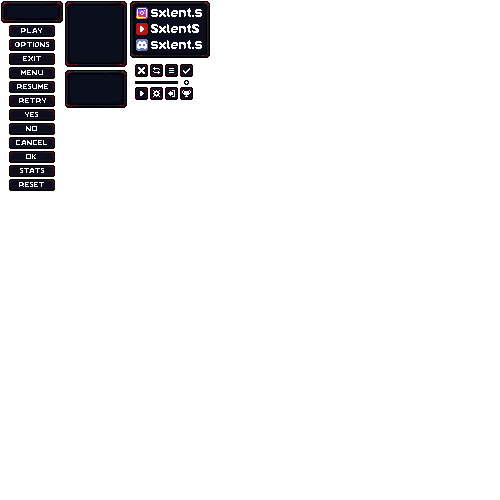 PLAY
OPTIONS
EXIT
MENU
RESUME
RETRY
YES
NO
CANCEL
OK
STATS
RESET
Sxlent.S
SxlentS
Sxlent.S